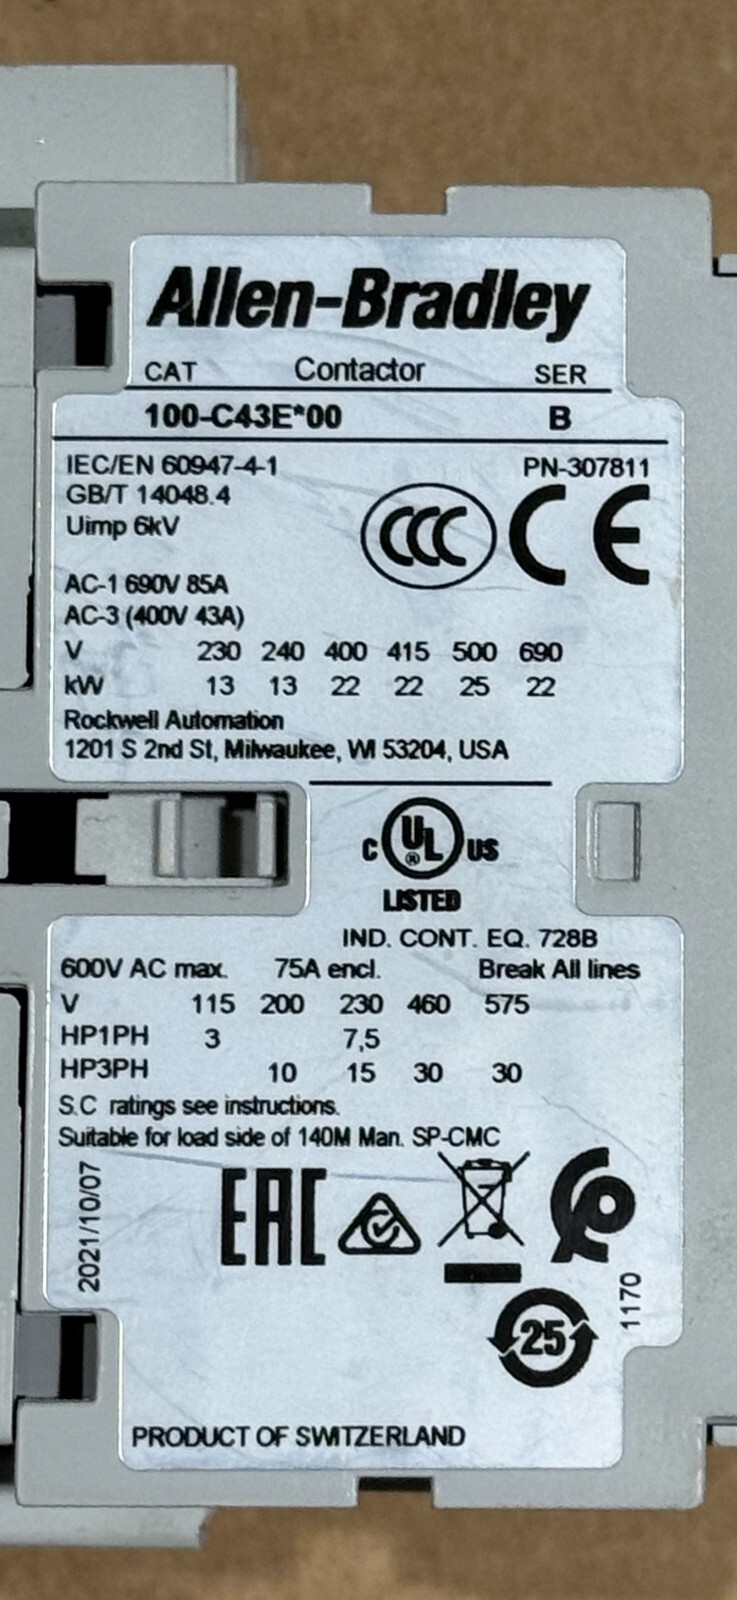 Allen-Bradley
CAT Contactor SER
100-C43E*00 B
IEC/EN 60947-4-1 PN-307811
GB/T 14048.4
Uimp 6kV
CCC CE
AC-1 690V 85A
AC-3 (400V 43A)
V 230 240 400 415 500 690
kW 13 13 22 22 25 22
Rockwell Automation
1201 S 2nd St, Milwaukee, WI 53204, USA
C UL ® US
LISTED
IND. CONT. EQ. 728B
600V AC max. 75A encl. Break All lines
V 115 200 230 460 575
HP1PH 3 7,5
HP3PH 10 15 30 30
S.C ratings see instructions.
Suitable for load side of 140M Man. SP-CMC
2021/10/07
EAC
1170
25
PRODUCT OF SWITZERLAND